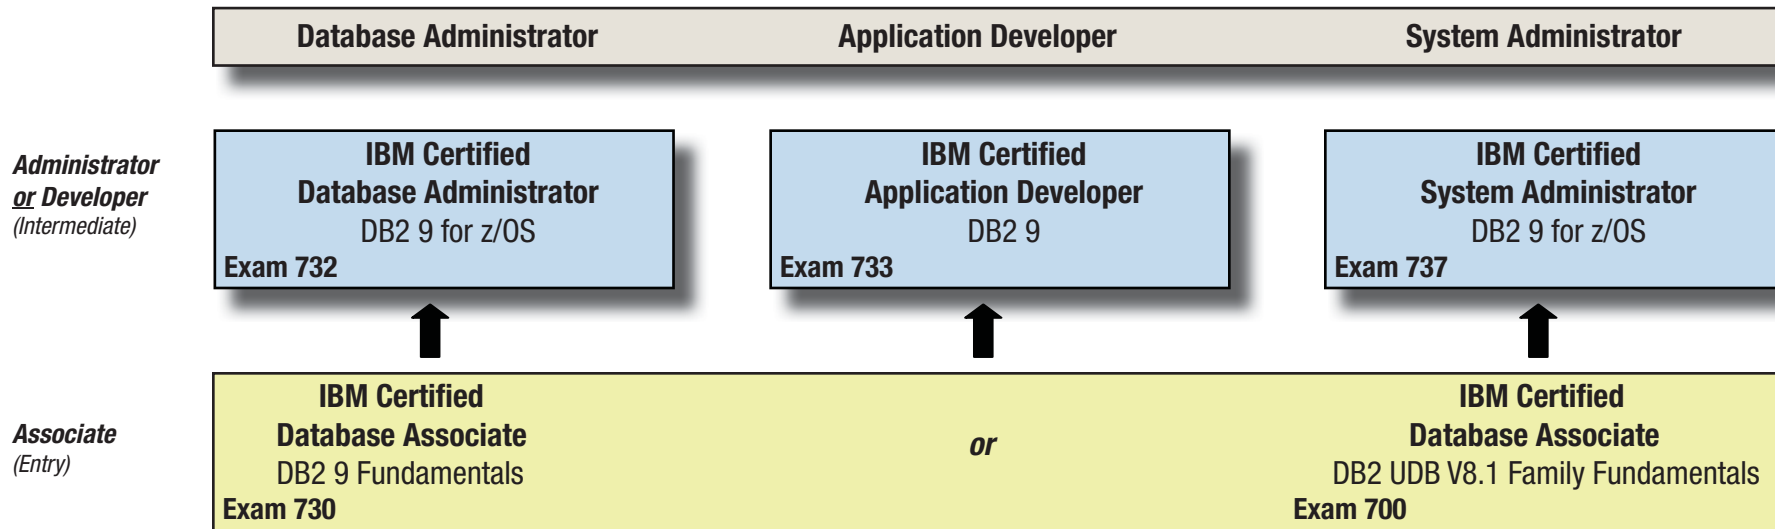 Database Administrator
Application Developer
System Administrator
Administrator
or Developer
(Intermediate)
IBM Certified
Database Administrator
DB2 9 for z/OS
Exam 732
IBM Certified
Application Developer
DB2 9
Exam 733
IBM Certified
System Administrator
DB2 9 for z/OS
Exam 737
Associate
(Entry)
IBM Certified
Database Associate
DB2 9 Fundamentals
Exam 730
or
IBM Certified
Database Associate
DB2 UDB V8.1 Family Fundamentals
Exam 700